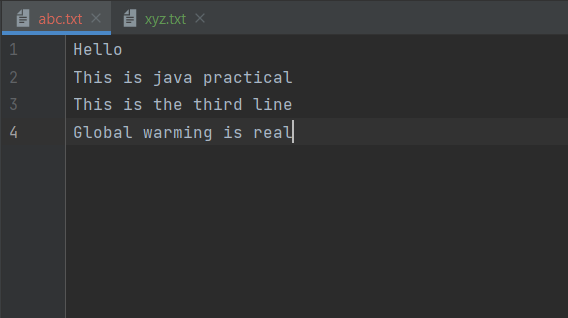 abc.txt xyz.txt
1 Hello
2 This is java practical
3 This is the third line
4 Global warming is real